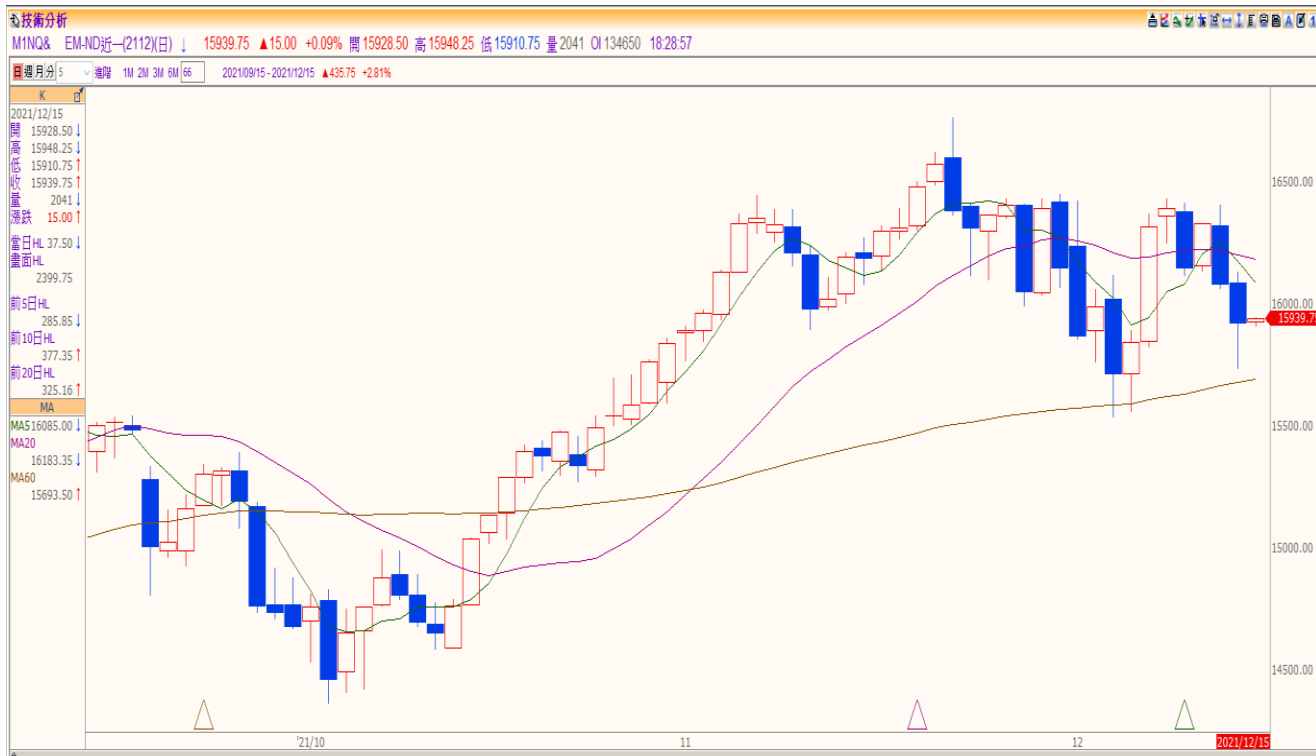 技術分析
M1NQ& EM-ND近一(2112)(日) ↓ 15939.75 ▲15.00 +0.09% 開 15928.50 高 15948.25 低 15910.75 量 2041 OI 134650 18:28:57
日 週 月 分 5 進階 1M 2M 3M 6M 66 2021/09/15 - 2021/12/15 ▲435.75 +2.81%
K
2021/12/15
開 15928.50↓
高 15948.25↓
低 15910.75↑
收 15939.75↑
量 2041↓
漲跌 15.00↑
當日HL 37.50↓
畫面HL
2399.75
前5日HL
285.85↓
前10日HL
377.35↑
前20日HL
325.16↑
MA
MA5 16085.00↓
MA20
16183.35↓
MA60
15693.50↑
16500.00
16000.00
15939.75
15500.00
15000.00
14500.00
'21/10 11 12 2021/12/15